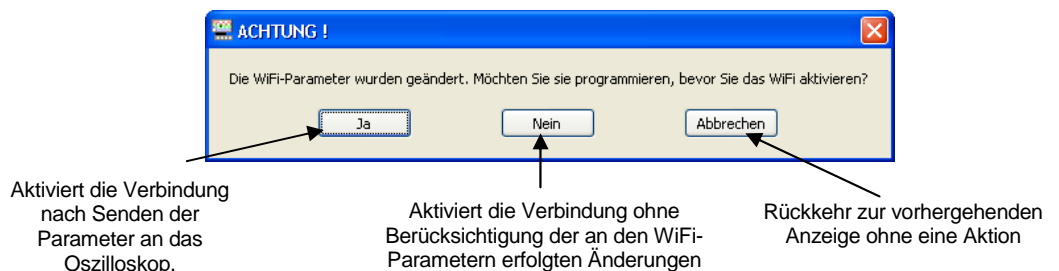 ACHTUNG !
Die WiFi-Parameter wurden geändert. Möchten Sie sie programmieren, bevor Sie das WiFi aktivieren?
Ja
Nein
Abbrechen
Aktiviert die Verbindung
nach Senden der
Parameter an das
Oszilloskop.
Aktiviert die Verbindung ohne
Berücksichtigung der an den WiFi-
Parametern erfolgten Änderungen
Rückkehr zur vorhergehenden
Anzeige ohne eine Aktion